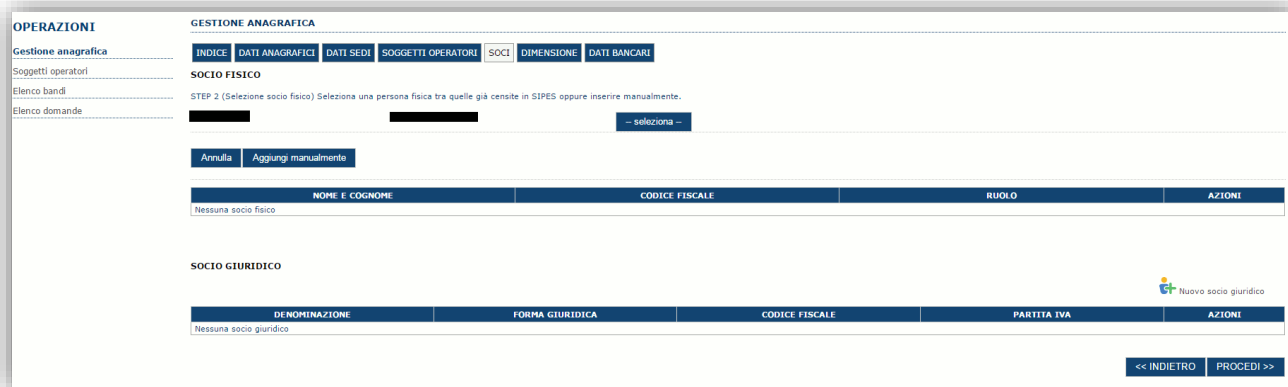 OPERAZIONI
Gestione anagrafica
Soggetti operatori
Elenco bandi
Elenco domande
GESTIONE ANAGRAFICA
INDICE DATI ANAGRAFICI DATI SEDI SOGGETTI OPERATORI SOCI DIMENSIONE DATI BANCARI
SOCIO FISICO
STEP 2 (Selezione socio fisico) Seleziona una persona fisica tra quelle già censite in SIPES oppure inserire manualmente.
-- seleziona --
Annulla Aggiungi manualmente
NOME E COGNOME CODICE FISCALE RUOLO AZIONI
Nessuna socio fisico
SOCIO GIURIDICO
Nuovo socio giuridico
DENOMINAZIONE FORMA GIURIDICA CODICE FISCALE PARTITA IVA AZIONI
Nessuna socio giuridico
<< INDIETRO PROCEDI >>